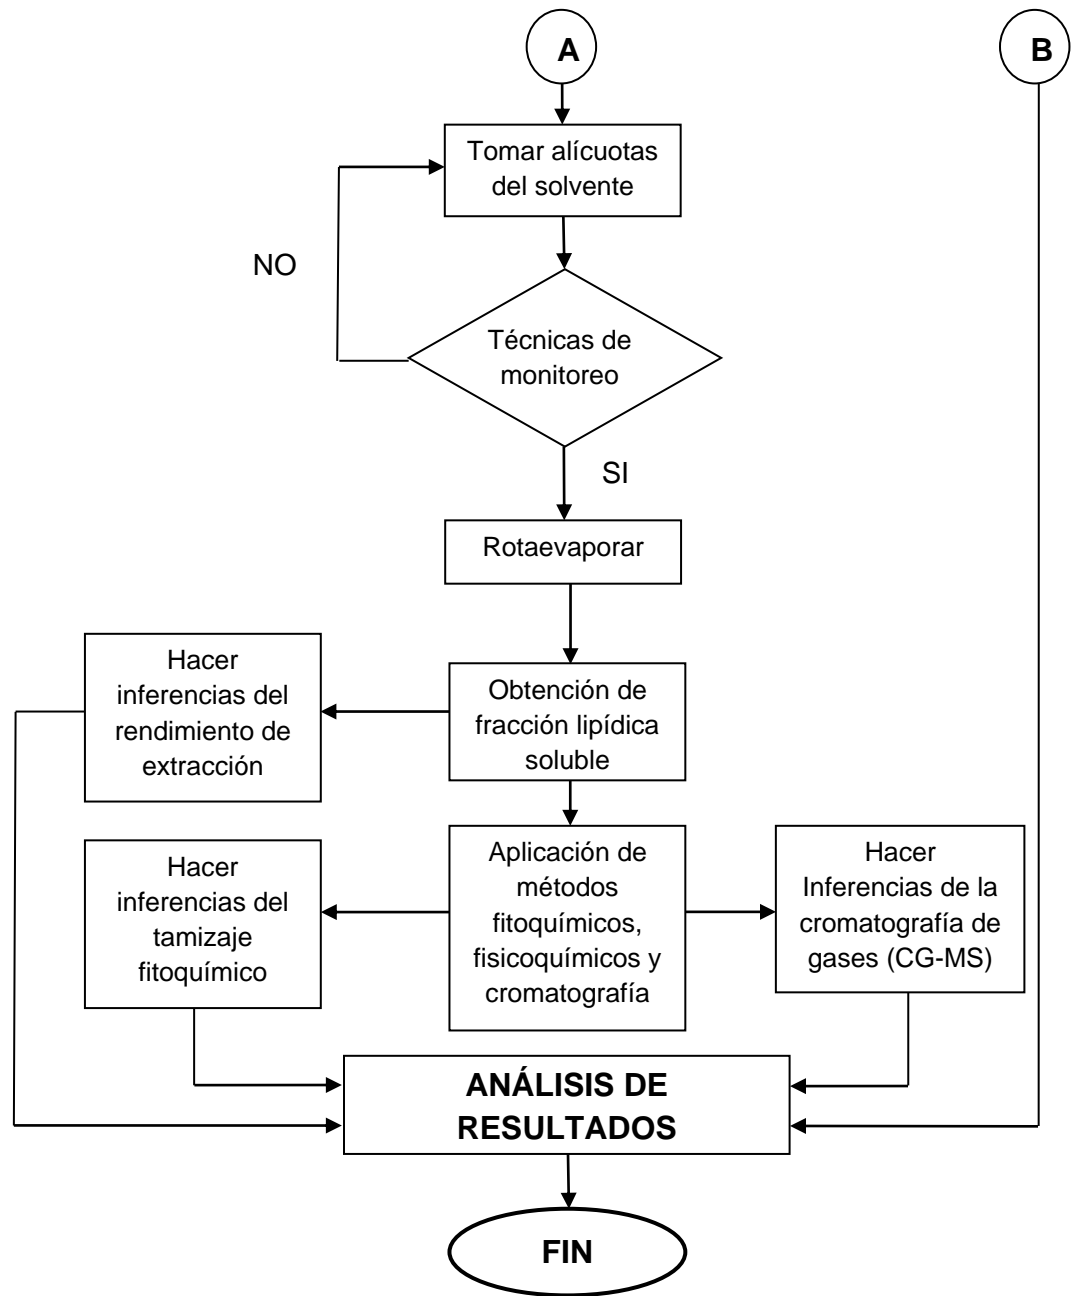 A
B
Tomar alícuotas
del solvente
NO
Técnicas de
monitoreo
SI
Rotaevaporar
Hacer
inferencias del
rendimiento de
extracción
Obtención de
fracción lipídica
soluble
Hacer
inferencias del
tamizaje
fitoquímico
Aplicación de
métodos
fitoquímicos,
fisicoquímicos y
cromatografía
Hacer
Inferencias de la
cromatografía de
gases (CG-MS)
ANÁLISIS DE
RESULTADOS
FIN